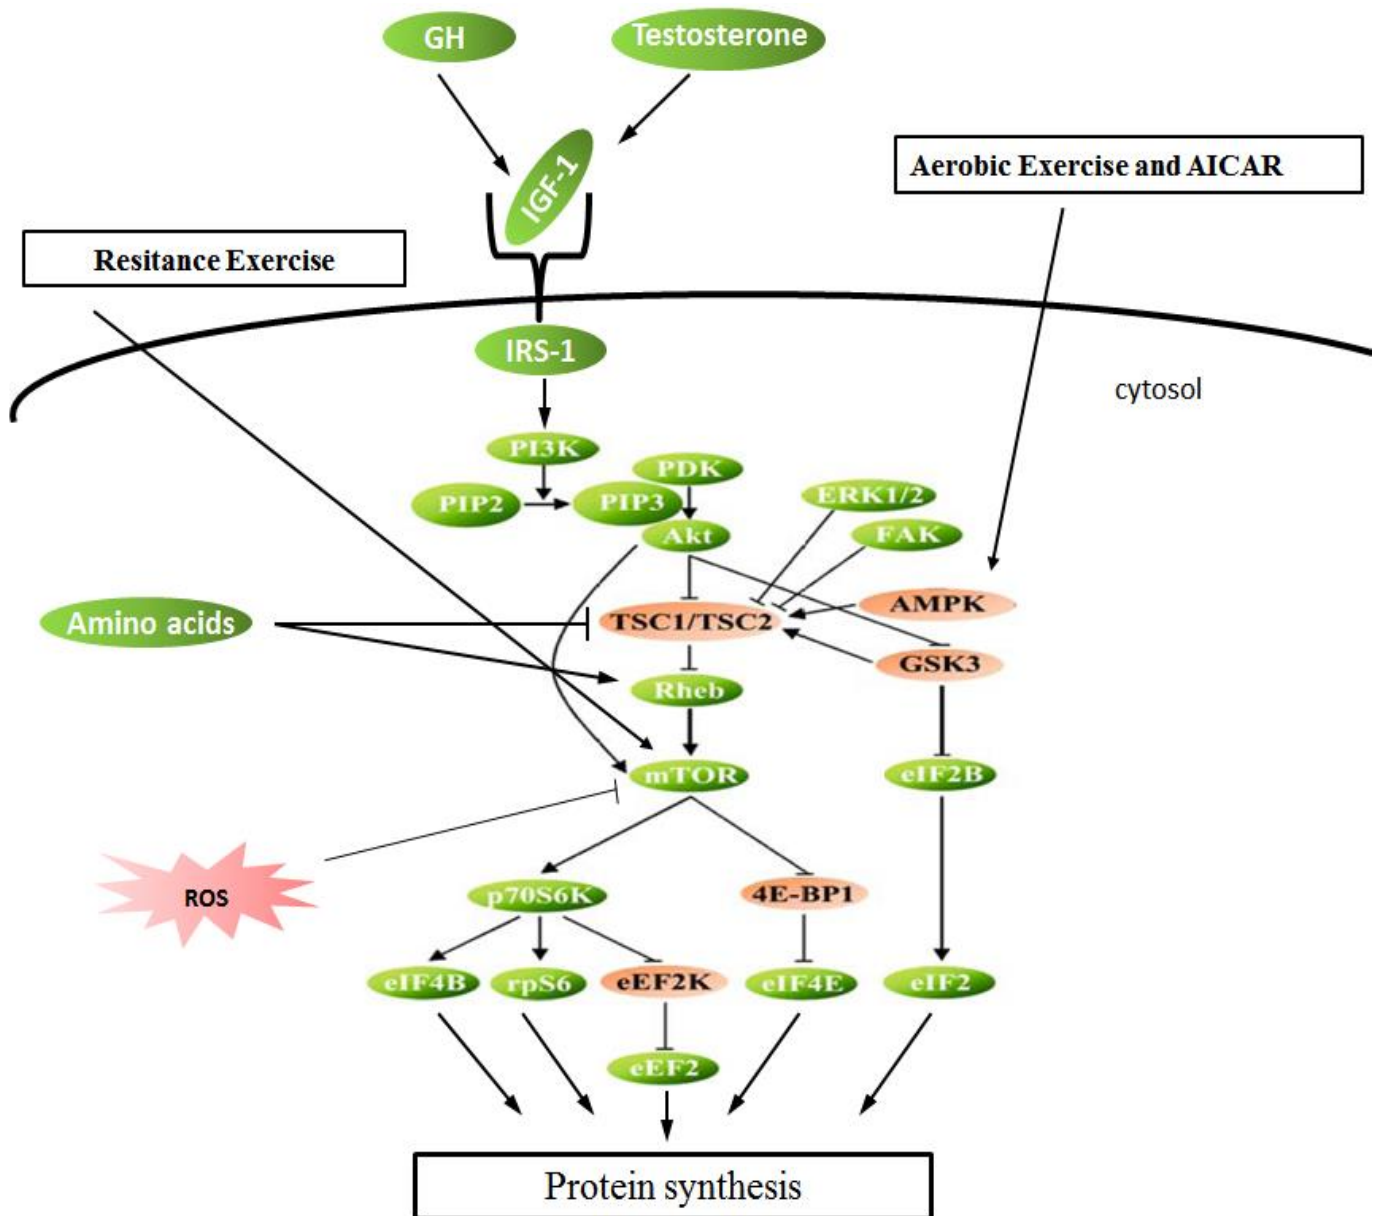 GH
Testosterone
IGF-1
Aerobic Exercise and AICAR
Resitance Exercise
IRS-1
cytosol
PI3K
PDK
PIP2
PIP3
ERK1/2
Akt
FAK
AMPK
Amino acids
TSC1/TSC2
GSK3
Rheb
mTOR
eIF2B
ROS
p70S6K
4E-BP1
eIF4B
rpS6
eEF2K
eIF4E
eIF2
eEF2
Protein synthesis